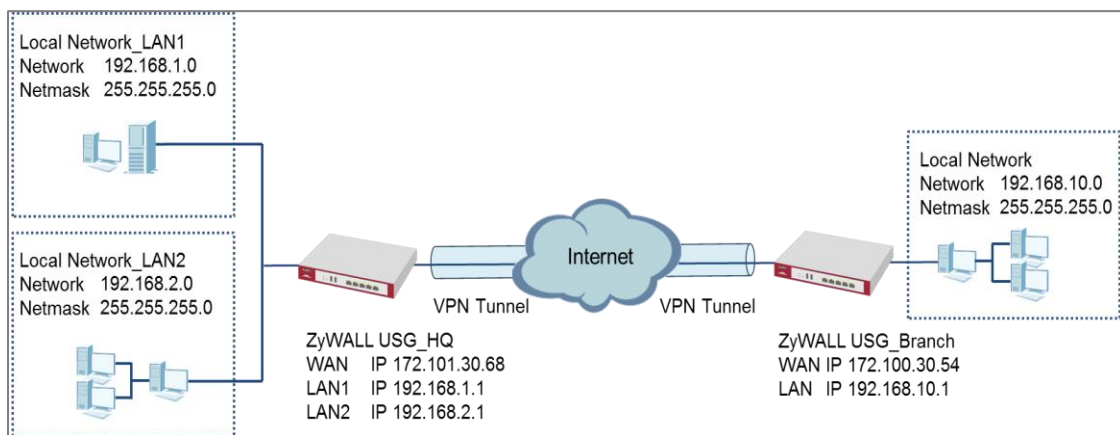 Local Network_LAN1
Network 192.168.1.0
Netmask 255.255.255.0
Local Network_LAN2
Network 192.168.2.0
Netmask 255.255.255.0
Internet
VPN Tunnel
VPN Tunnel
ZyWALL USG_HQ
WAN IP 172.101.30.68
LAN1 IP 192.168.1.1
LAN2 IP 192.168.2.1
ZyWALL USG_Branch
WAN IP 172.100.30.54
LAN IP 192.168.10.1
Local Network
Network 192.168.10.0
Netmask 255.255.255.0